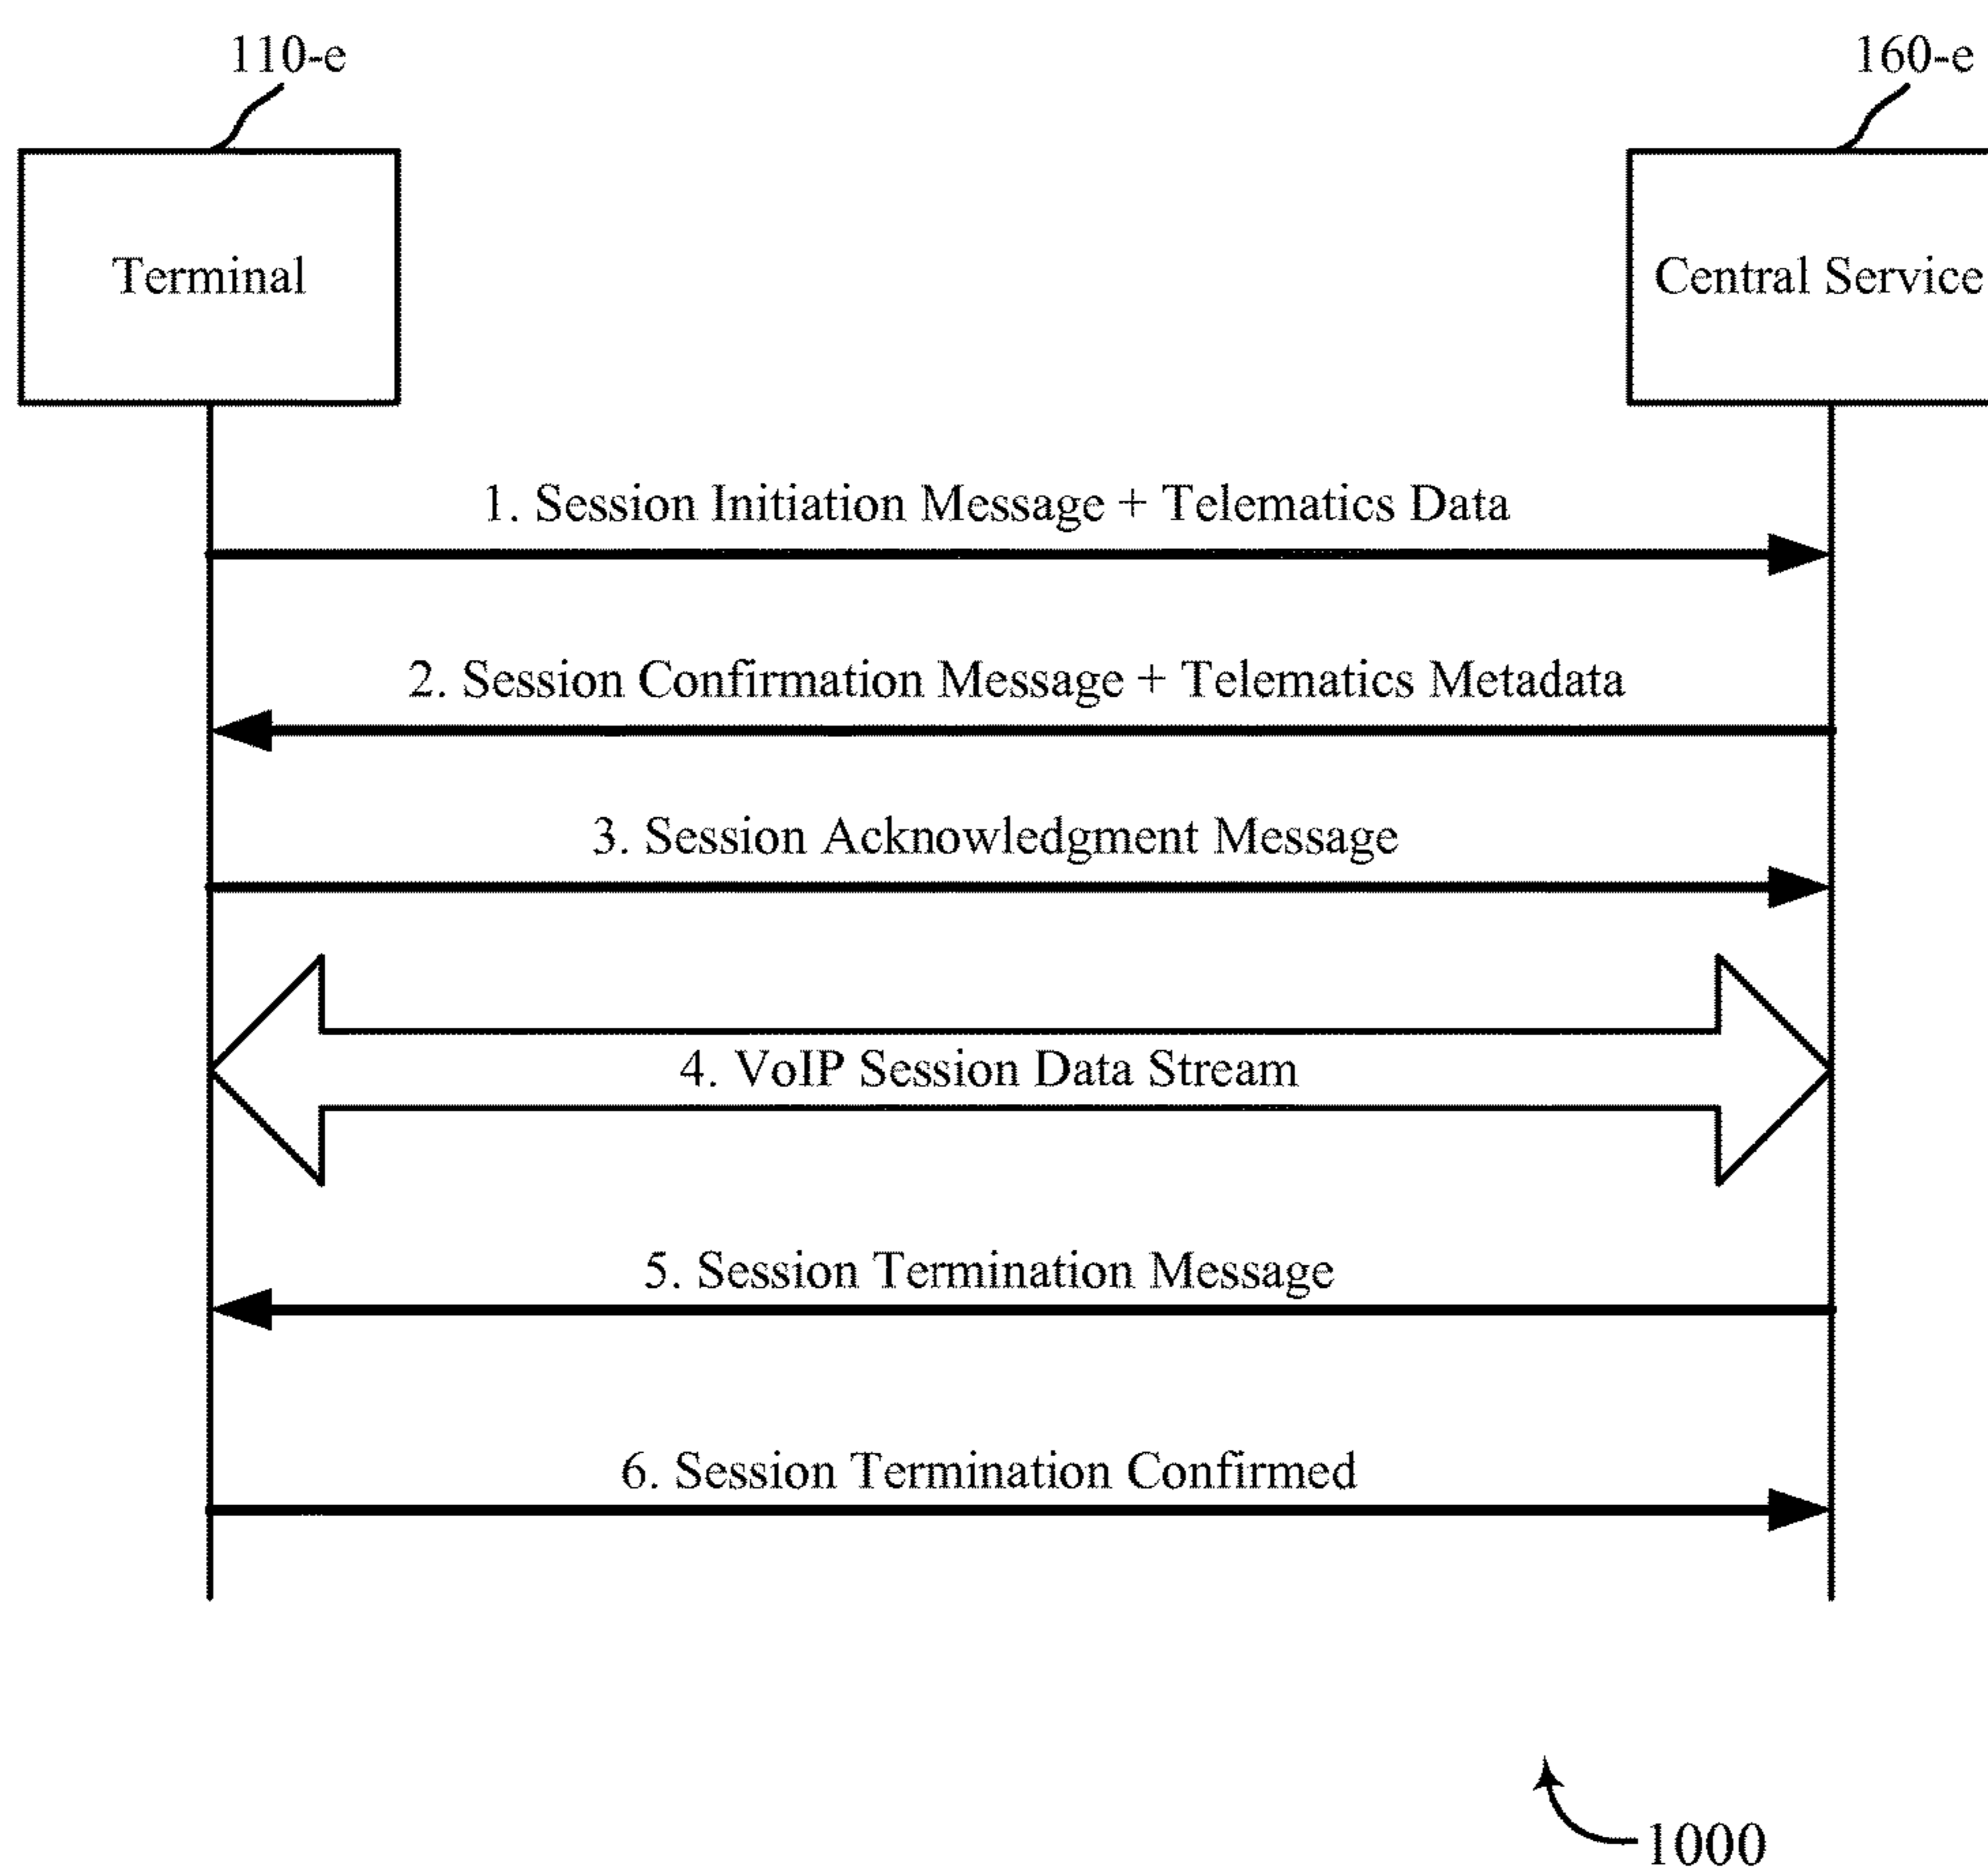 110-e
160-e
Terminal
Central Service
1. Session Initiation Message + Telematics Data
2. Session Confirmation Message + Telematics Metadata
3. Session Acknowledgment Message
4. VoIP Session Data Stream
5. Session Termination Message
6. Session Termination Confirmed
1000